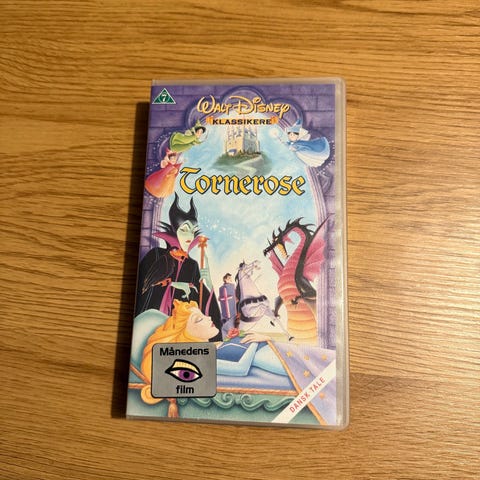 7
WALT DISNEY
KLASSIKERE
Tornerose
Månedens
film
DANSK TALE